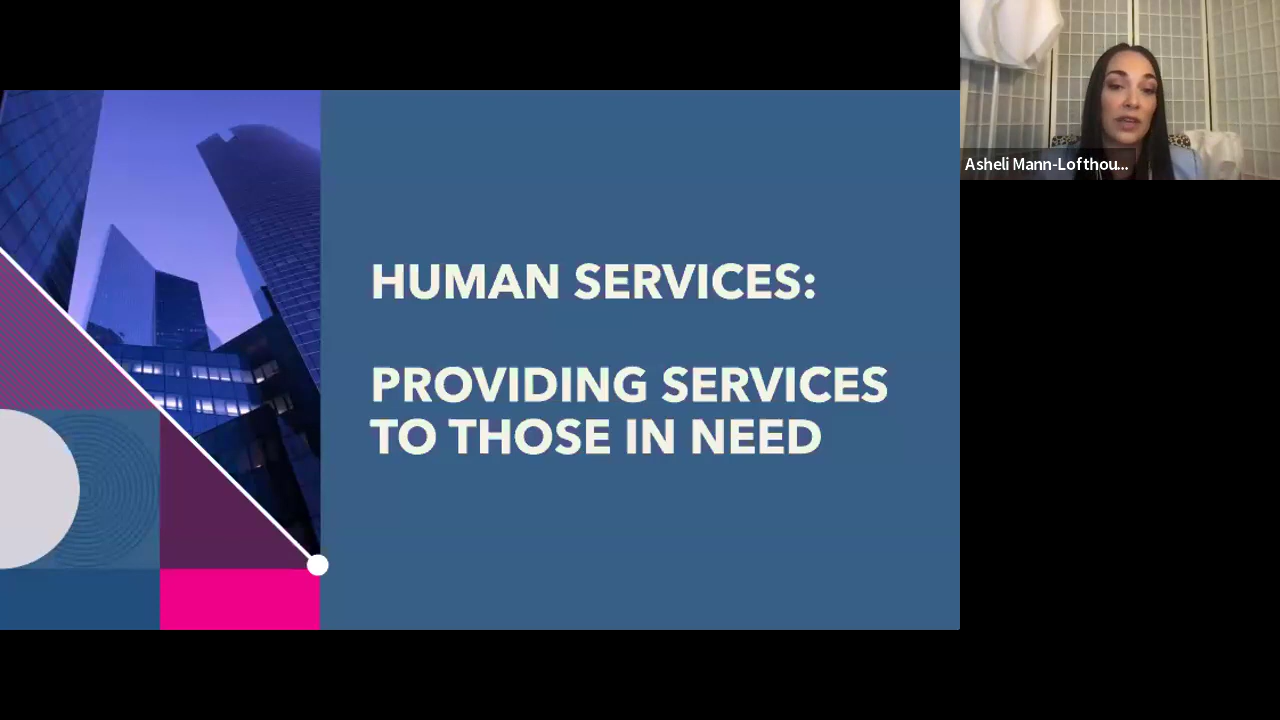 HUMAN SERVICES:
PROVIDING SERVICES
TO THOSE IN NEED
Asheli Mann-Lofthou...